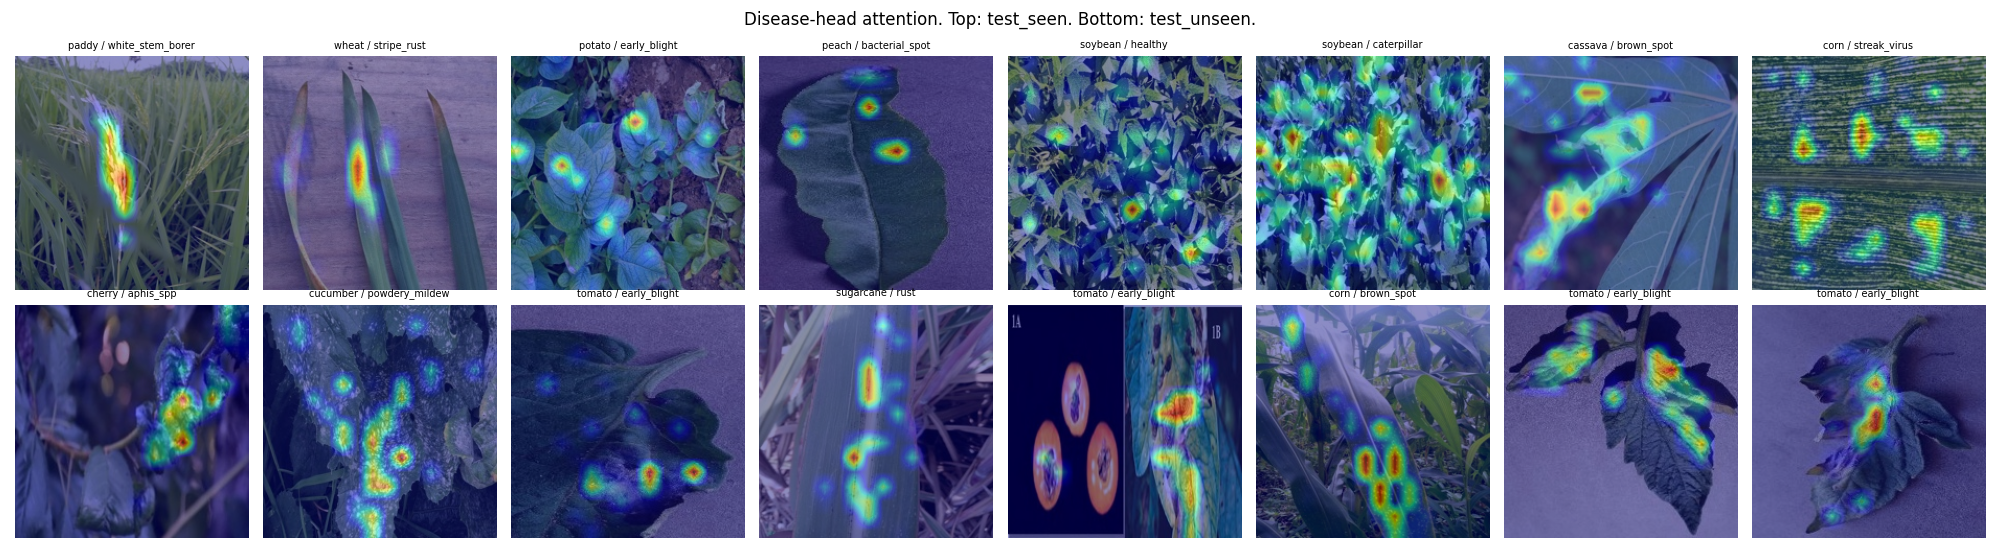 Disease-head attention. Top: test_seen. Bottom: test_unseen.
paddy / white_stem_borer
wheat / stripe_rust
potato / early_blight
peach / bacterial_spot
soybean / healthy
soybean / caterpillar
cassava / brown_spot
corn / streak_virus
cherry / aphis_spp
cucumber / powdery_mildew
tomato / early_blight
sugarcane / rust
tomato / early_blight
corn / brown_spot
tomato / early_blight
tomato / early_blight
1A
1B